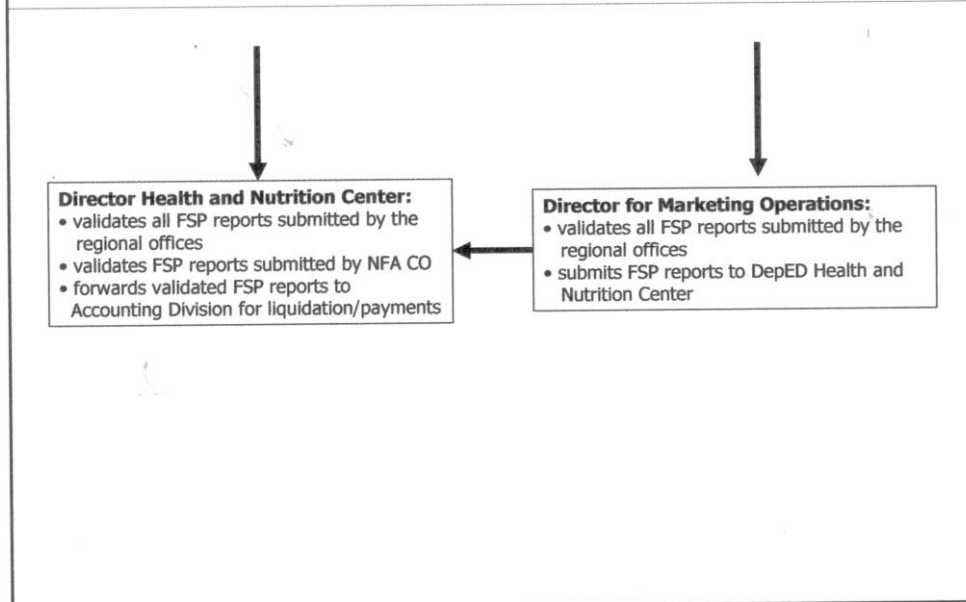 Director Health and Nutrition Center:
• validates all FSP reports submitted by the
regional offices
• validates FSP reports submitted by NFA CO
• forwards validated FSP reports to
Accounting Division for liquidation/payments
Director for Marketing Operations:
• validates all FSP reports submitted by the
regional offices
• submits FSP reports to DepED Health and
Nutrition Center